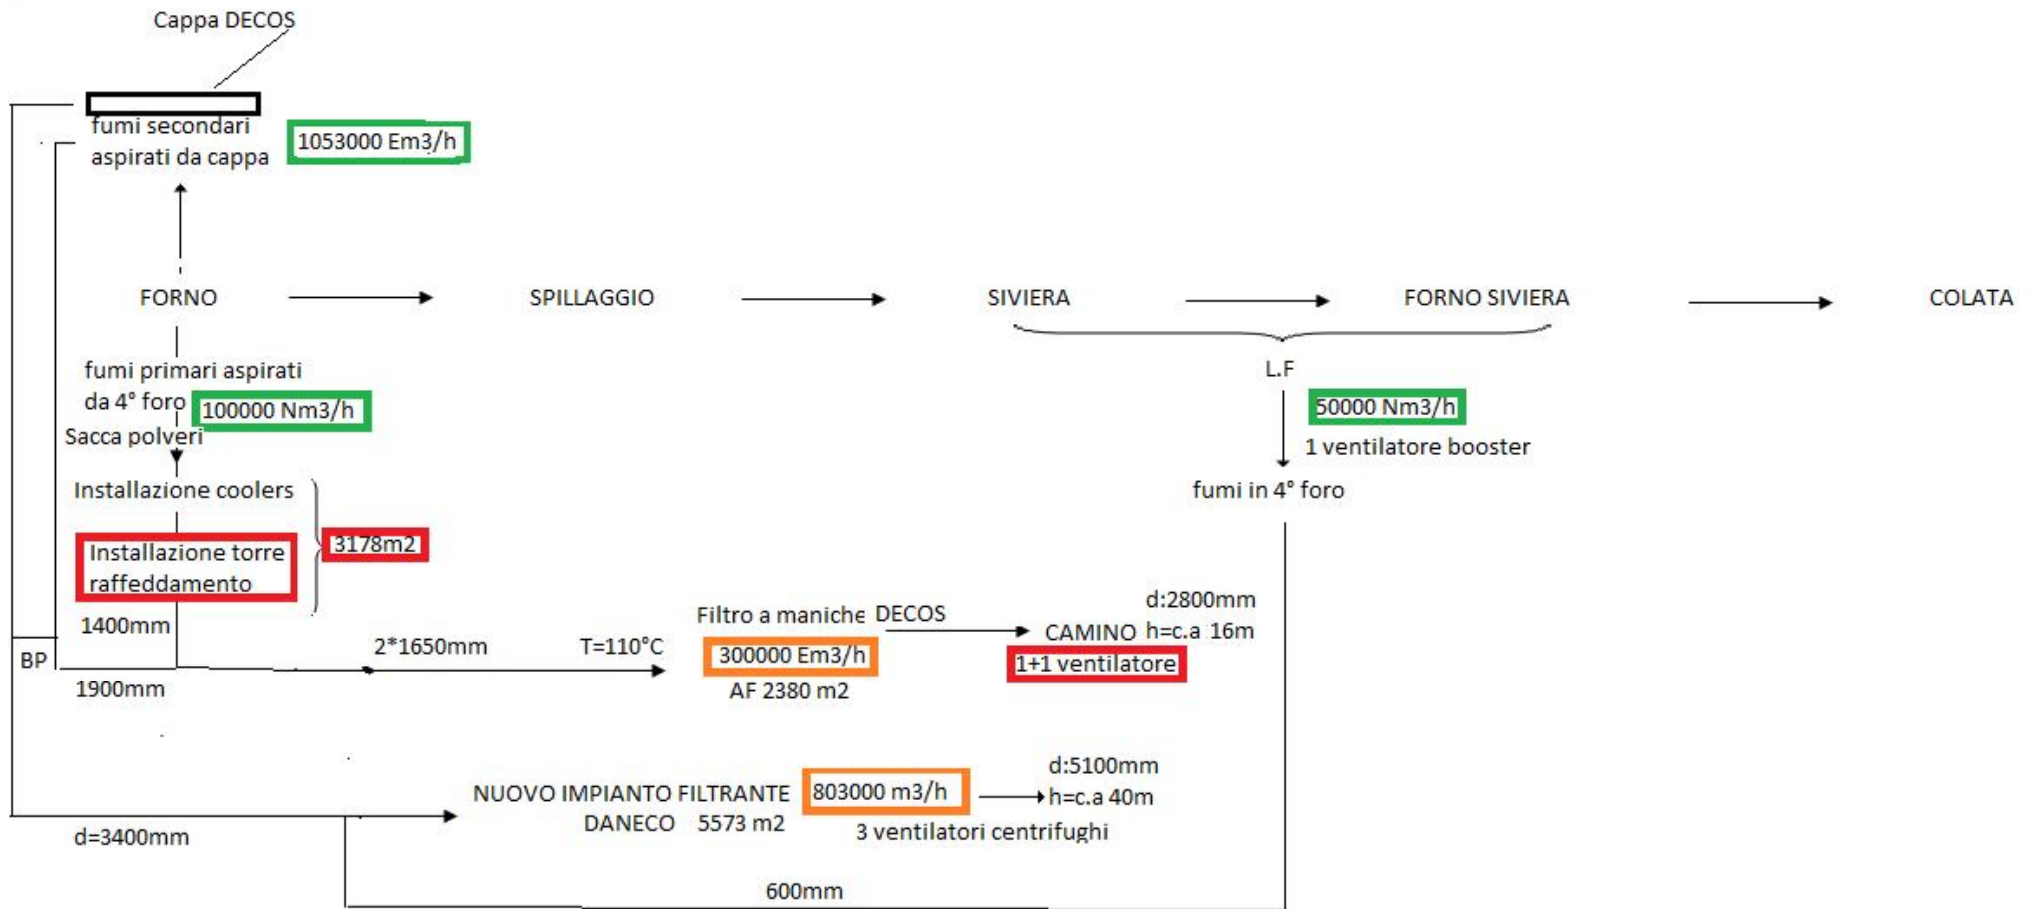 Cappa DECOS
fumi secondari
aspirati da cappa
1053000 Em3/h
FORNO
SPILLAGGIO
SIVIERA
FORNO SIVIERA
COLATA
fumi primari aspirati
da 4° foro
100000 Nm3/h
Sacca polveri
L.F
50000 Nm3/h
1 ventilatore booster
fumi in 4° foro
Installazione coolers
Installazione torre
raffeddamento
3178m2
1400mm
BP
1900mm
2*1650mm
T=110°C
Filtro a maniche DECOS
300000 Em3/h
AF 2380 m2
CAMINO
d:2800mm
h=c.a 16m
1+1 ventilatore
NUOVO IMPIANTO FILTRANTE
DANECO 5573 m2
803000 m3/h
3 ventilatori centrifughi
d:5100mm
h=c.a 40m
d=3400mm
600mm